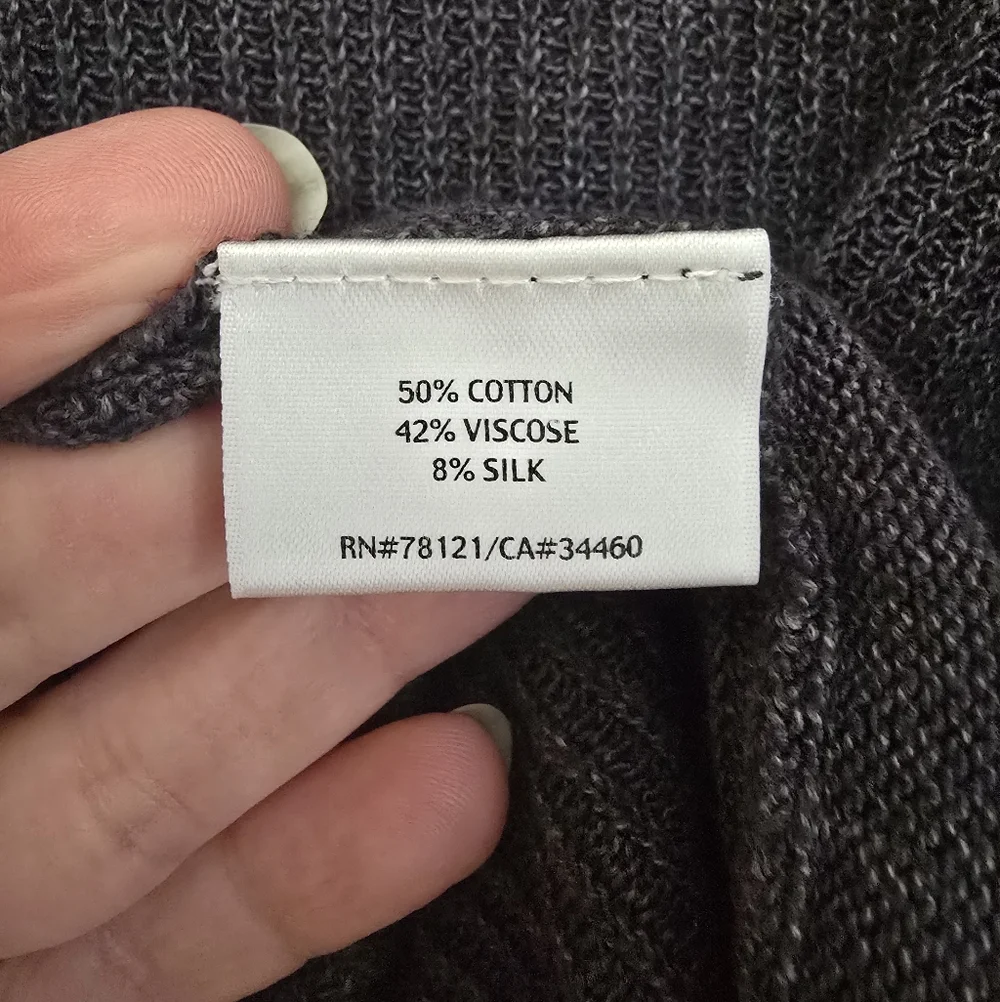 50% COTTON
42% VISCOSE
8% SILK
RN#78121/CA#34460